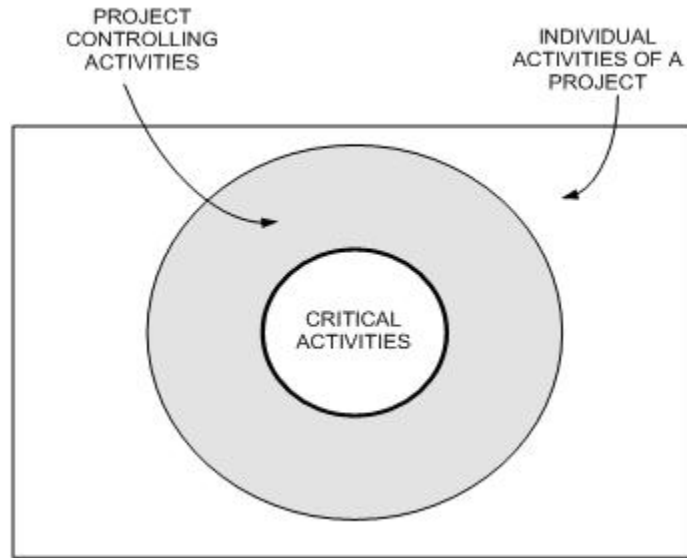 PROJECT
CONTROLLING
ACTIVITIES
INDIVIDUAL
ACTIVITIES OF A
PROJECT
CRITICAL
ACTIVITIES